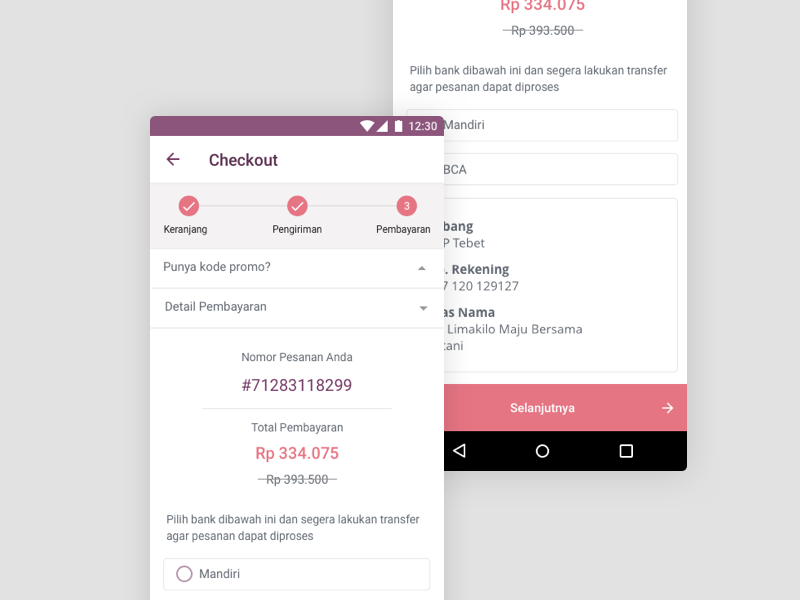 12:30
Checkout
3
Keranjang
Pengiriman
Pembayaran
Punya kode promo?
Detail Pembayaran
Nomor Pesanan Anda
#71283118299
Total Pembayaran
Rp 334.075
Rp 393.500
Pilih bank dibawah ini dan segera lakukan transfer
agar pesanan dapat diproses
Mandiri
Rp 334.075
Rp 393.500
Pilih bank dibawah ini dan segera lakukan transfer
agar pesanan dapat diproses
Mandiri
BCA
bang
P Tebet
. Rekening
7 120 129127
as Nama
Limakilo Maju Bersama
tani
Selanjutnya